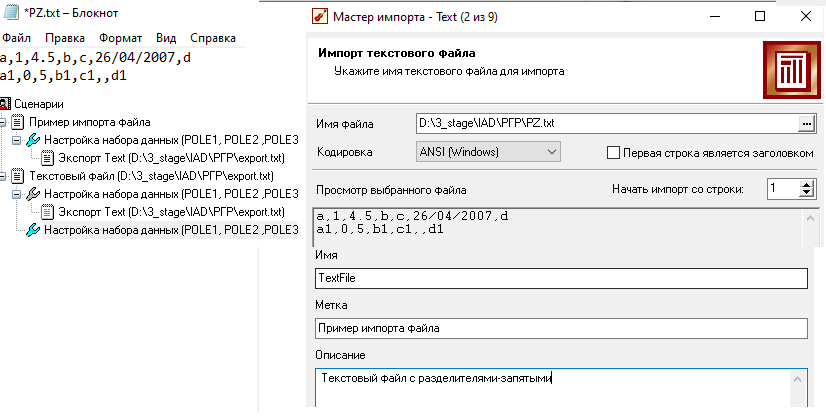 *PZ.txt – Блокнот
Файл Правка Формат Вид Справка
a,1,4.5,b,c,26/04/2007,d
a1,0,5,b1,c1,,d1
Сценарии
Пример импорта файла
Настройка набора данных (POLE1, POLE2 ,POLE3
Экспорт Text (D:\3_stage\IAD\РГР\export.txt)
Текстовый файл (D:\3_stage\IAD\РГР\export.txt)
Настройка набора данных (POLE1, POLE2 ,POLE3
Экспорт Text (D:\3_stage\IAD\РГР\export.txt)
Настройка набора данных (POLE1, POLE2 ,POLE3
Мастер импорта - Text (2 из 9)
Импорт текстового файла
Укажите имя текстового файла для импорта
Имя файла D:\3_stage\IAD\РГР\PZ.txt ...
Кодировка ANSI (Windows) Первая строка является заголовком
Просмотр выбранного файла Начать импорт со строки: 1
a,1,4.5,b,c,26/04/2007,d
a1,0,5,b1,c1,,d1
Имя
TextFile
Метка
Пример импорта файла
Описание
Текстовый файл с разделителями-запятыми